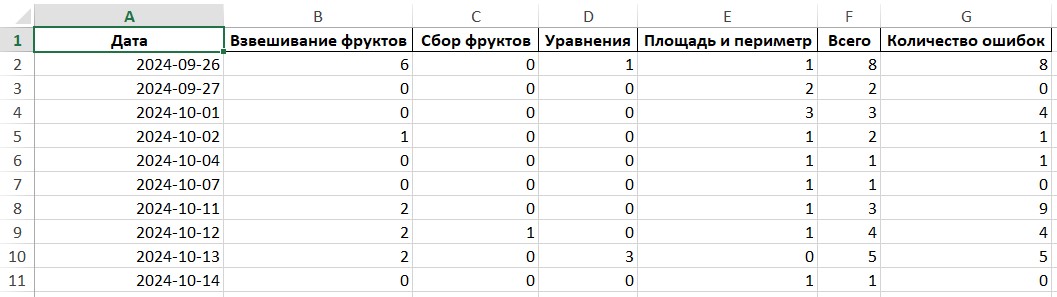 A B C D E F G
1 Дата Взвешивание фруктов Сбор фруктов Уравнения Площадь и периметр Всего Количество ошибок
2 2024-09-26 6 0 1 1 8 8
3 2024-09-27 0 0 0 2 2 0
4 2024-10-01 0 0 0 3 3 4
5 2024-10-02 1 0 0 1 2 1
6 2024-10-04 0 0 0 1 1 1
7 2024-10-07 0 0 0 1 1 0
8 2024-10-11 2 0 0 1 3 9
9 2024-10-12 2 1 0 1 4 4
10 2024-10-13 2 0 3 0 5 5
11 2024-10-14 0 0 0 1 1 0